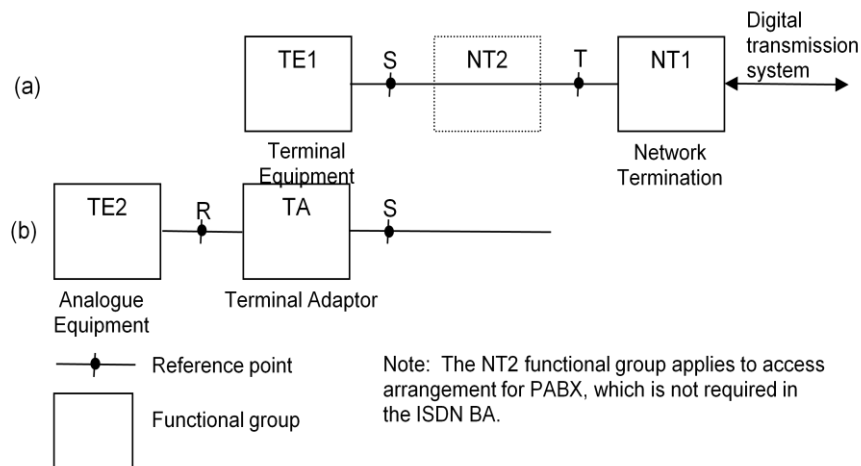 Digital
transmission
system
(a)
TE1
S
NT2
T
NT1
Terminal
Equipment
Network
Termination
(b)
TE2
R
TA
S
Analogue
Equipment
Terminal Adaptor
Reference point
Functional group
Note: The NT2 functional group applies to access
arrangement for PABX, which is not required in
the ISDN BA.